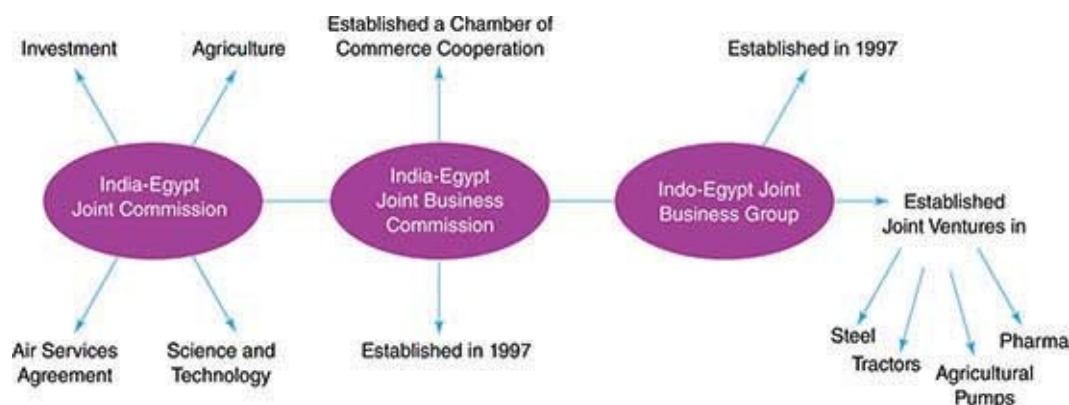 Investment
Agriculture
Established a Chamber of
Commerce Cooperation
Established in 1997
India-Egypt
Joint Commission
India-Egypt
Joint Business
Commission
Indo-Egypt Joint
Business Group
Established
Joint Ventures in
Air Services
Agreement
Science and
Technology
Established in 1997
Steel
Tractors
Agricultural
Pumps
Pharma